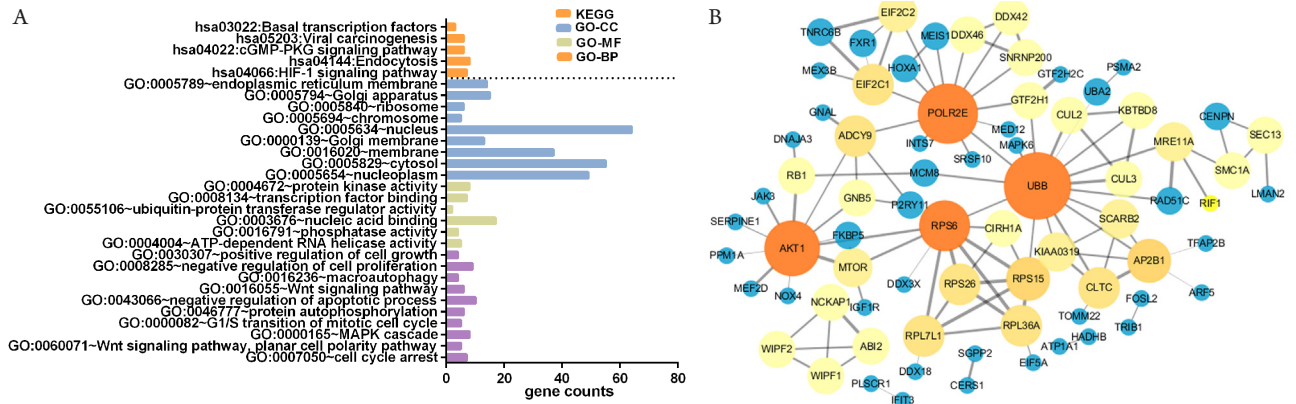 A
KEGG
GO-CC
GO-MF
GO-BP
hsa03022:Basal transcription factors
hsa05203:Viral carcinogenesis
hsa04022:cGMP-PKG signaling pathway
hsa04144:Endocytosis
hsa04066:HIF-1 signaling pathway
GO:0005789~endoplasmic reticulum membrane
GO:0005794~Golgi apparatus
GO:0005840~ribosome
GO:0005694~chromosome
GO:0005634~nucleus
GO:0000139~Golgi membrane
GO:0016020~membrane
GO:0005829~cytosol
GO:0005654~nucleoplasm
GO:0004672~protein kinase activity
GO:0008134~transcription factor binding
GO:0055106~ubiquitin-protein transferase regulator activity
GO:0003676~nucleic acid binding
GO:0016791~phosphatase activity
GO:0004004~ATP-dependent RNA helicase activity
GO:0030307~positive regulation of cell growth
GO:0008285~negative regulation of cell proliferation
GO:0016236~macroautophagy
GO:0016055~Wnt signaling pathway
GO:0043066~negative regulation of apoptotic process
GO:0046777~protein autophosphorylation
GO:0000082~G1/S transition of mitotic cell cycle
GO:0000165~MAPK cascade
GO:0060071~Wnt signaling pathway, planar cell polarity pathway
GO:0007050~cell cycle arrest
0 20 40 60 80
gene counts
B
EIF2C2
DDX42
TNRC6B
FXR1
MEIS1
DDX46
SNRNP200
MEX3B
HOXA1
GTF2H2C
PSMA2
EIF2C1
UBA2
GTF2H1
GNAL
POLR2E
CUL2
KBTBD8
CENPN
ADCY9
MED12
SEC13
DNAJA3
INTS7
MAPK6
MRE11A
SRSF10
SMC1A
RB1
MCM8
CUL3
UBB
LMAN2
JAK3
GNB5
P2RY11
RAD51C
RIF1
SERPINE1
RPS6
CIRH1A
SCARB2
FKBP5
AKT1
KIAA0319
TFAP2B
PPM1A
MTOR
AP2B1
MEF2D
NOX4
DDX3X
RPS26
RPS15
CLTC
ARF5
NCKAP1
IGF1R
FOSL2
TOMM22
RPL36A
TRIB1
RPL7L1
HADHB
WIPF2
ABI2
ATP1A1
SGPP2
EIF5A
WIPF1
DDX18
PLSCR1
CERS1
IFIT3